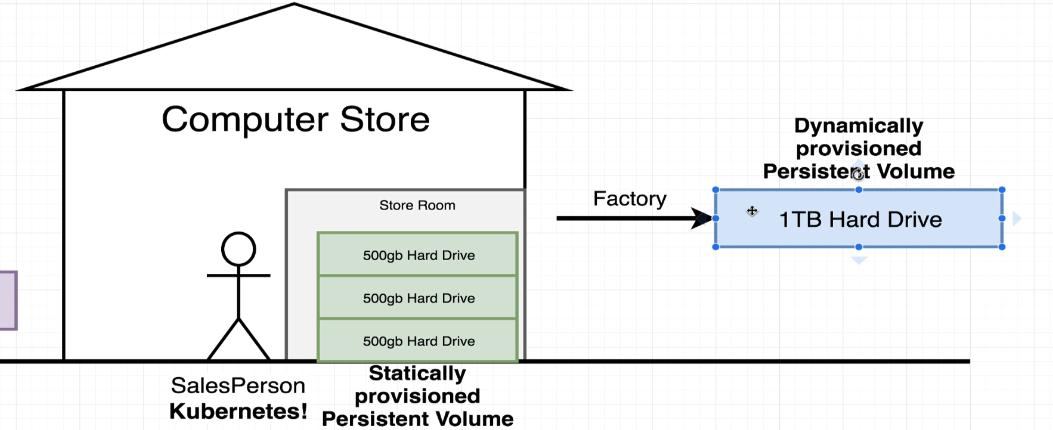 Computer Store
Store Room
500gb Hard Drive
500gb Hard Drive
500gb Hard Drive
SalesPerson
Kubernetes!
Statically
provisioned
Persistent Volume
Factory
Dynamically
provisioned
Persistent Volume
1TB Hard Drive